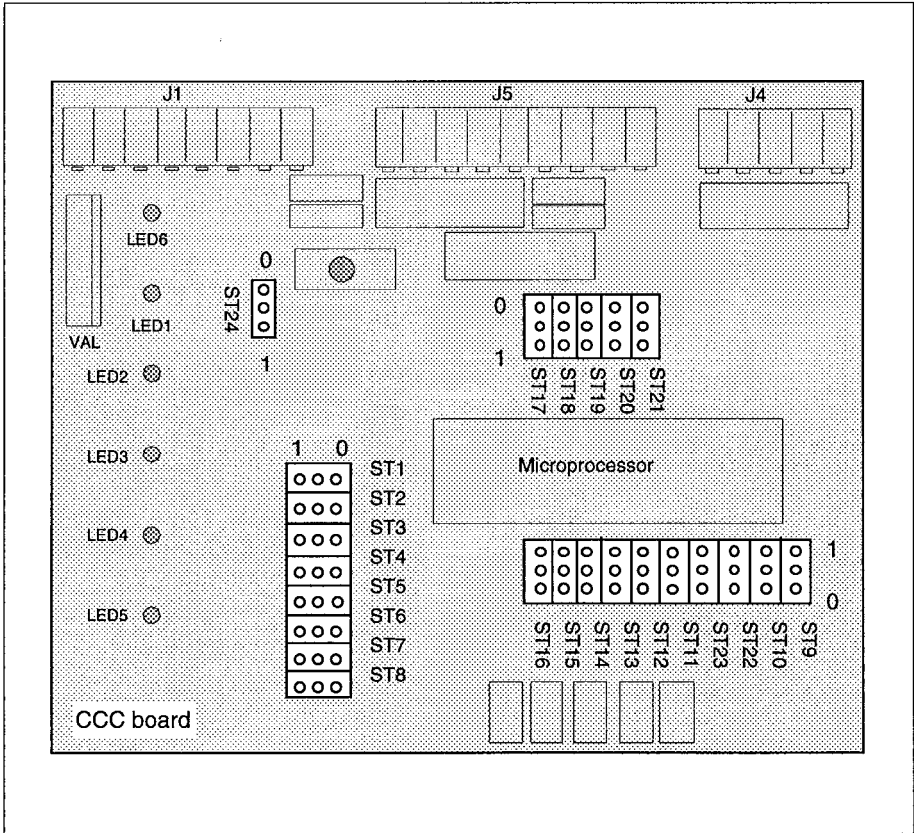 J1 J5 J4
LED6
0
ST24
LED1
VAL
1
LED2
0
1
ST17 ST18 ST19 ST20 ST21
LED3
1 0
ST1
ST2
ST3
ST4
ST5
ST6
ST7
ST8
Microprocessor
LED4
1
0
LED5
ST16 ST15 ST14 ST13 ST12 ST11 ST23 ST22 ST10 ST9
CCC board